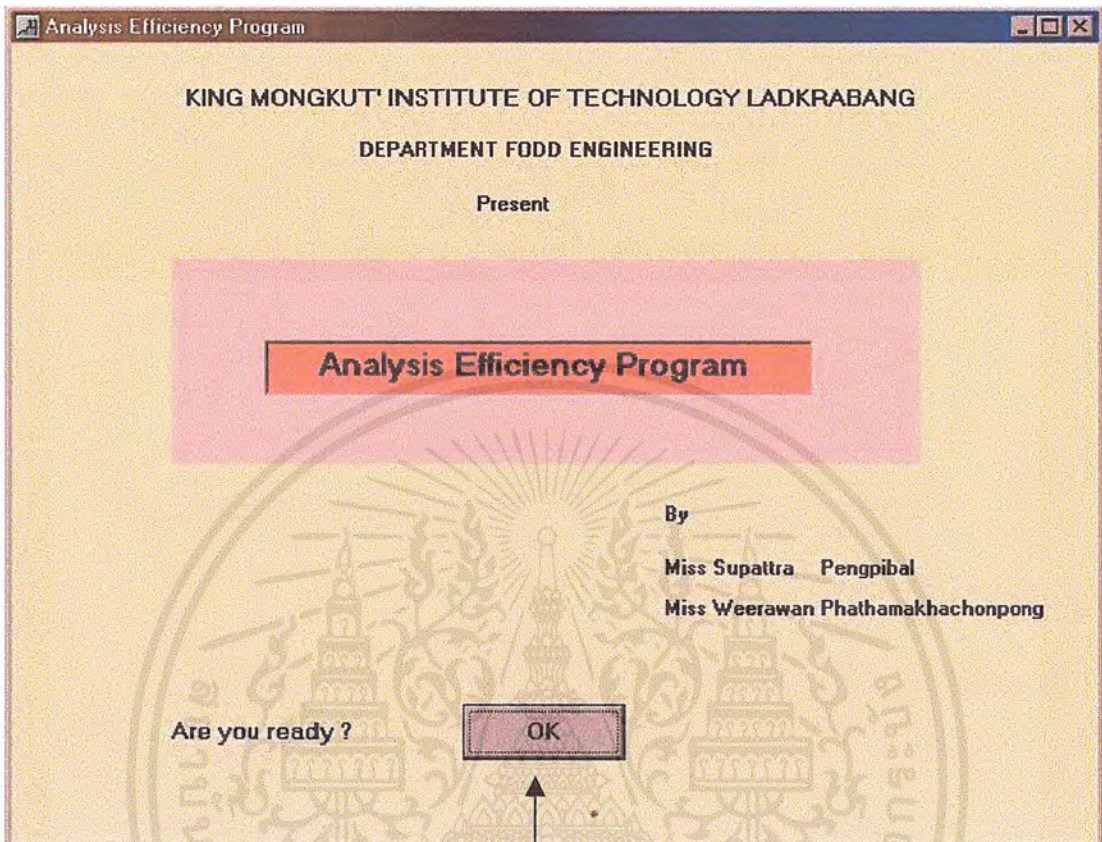 Analysis Efficiency Program
KING MONGKUT' INSTITUTE OF TECHNOLOGY LADKRABANG
DEPARTMENT FODD ENGINEERING
Present
Analysis Efficiency Program
By
Miss Supattra Pengpibal
Miss Weerawan Phathamakhachonpong
Are you ready ?
OK